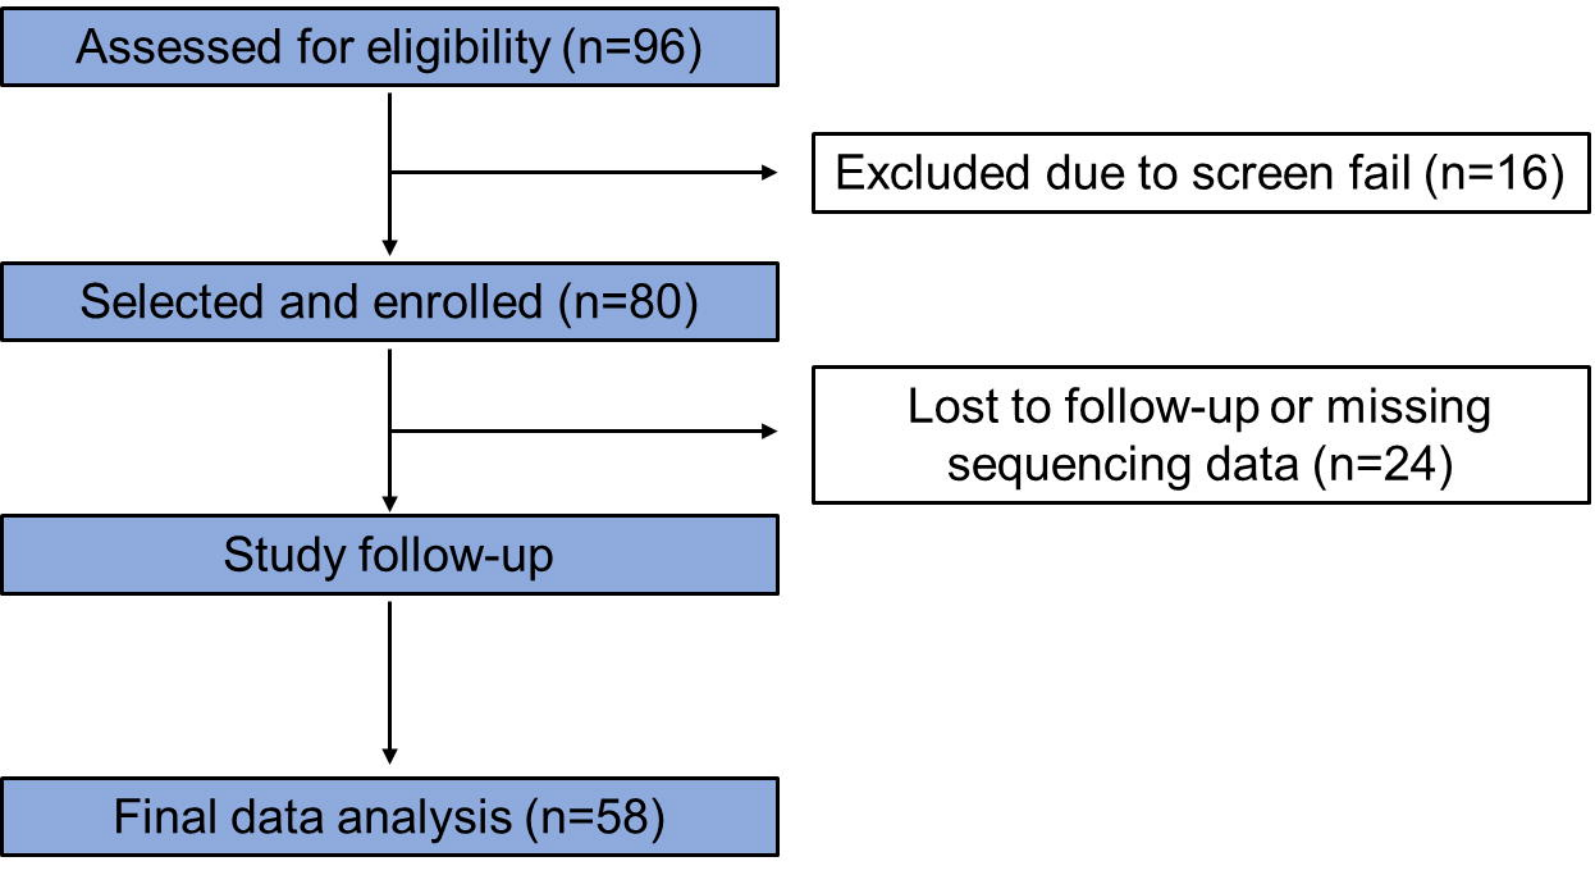 Assessed for eligibility (n=96)
Excluded due to screen fail (n=16)
Selected and enrolled (n=80)
Lost to follow-up or missing
sequencing data (n=24)
Study follow-up
Final data analysis (n=58)